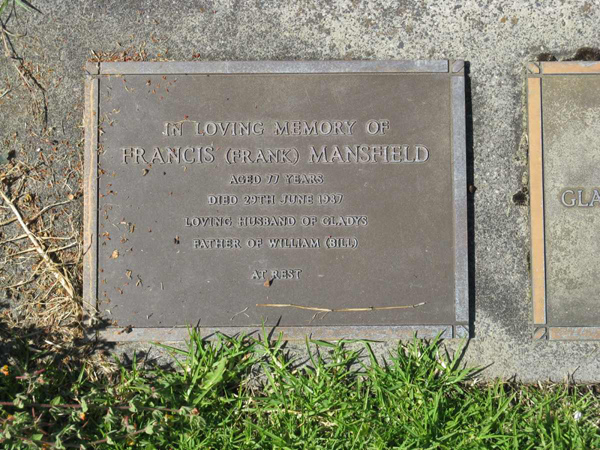 IN LOVING MEMORY OF
FRANCIS (FRANK) MANSFIELD
AGED 77 YEARS
DIED 29TH JUNE 1987
LOVING HUSBAND OF GLADYS
FATHER OF WILLIAM (BILL)
AT REST
GLA